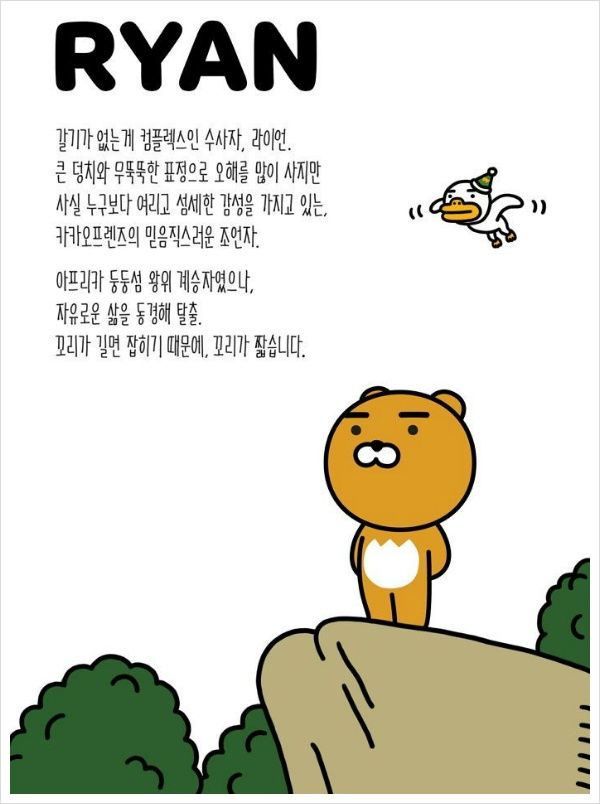 RYAN
갈기가 없는게 컴플렉스인 수사자, 라이언.
큰 덩치와 무뚝뚝한 표정으로 오해를 많이 사지만
사실 누구보다 여리고 섬세한 감성을 가지고 있는,
카카오프렌즈의 믿음직스러운 조언자.
아프리카 둥둥섬 왕위 계승자였으나,
자유로운 삶을 동경해 탈출.
꼬리가 길면 잡히기 때문에, 꼬리가 짧습니다.